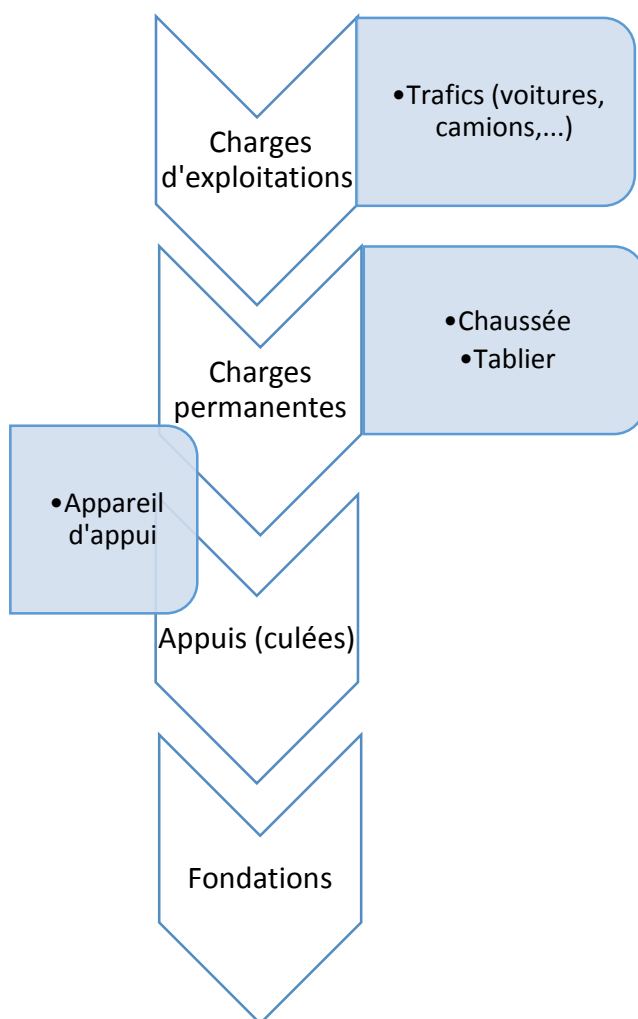 Charges
d'exploitations
•Trafics (voitures,
camions,...)
Charges
permanentes
•Chaussée
•Tablier
•Appareil
d'appui
Appuis (culées)
Fondations